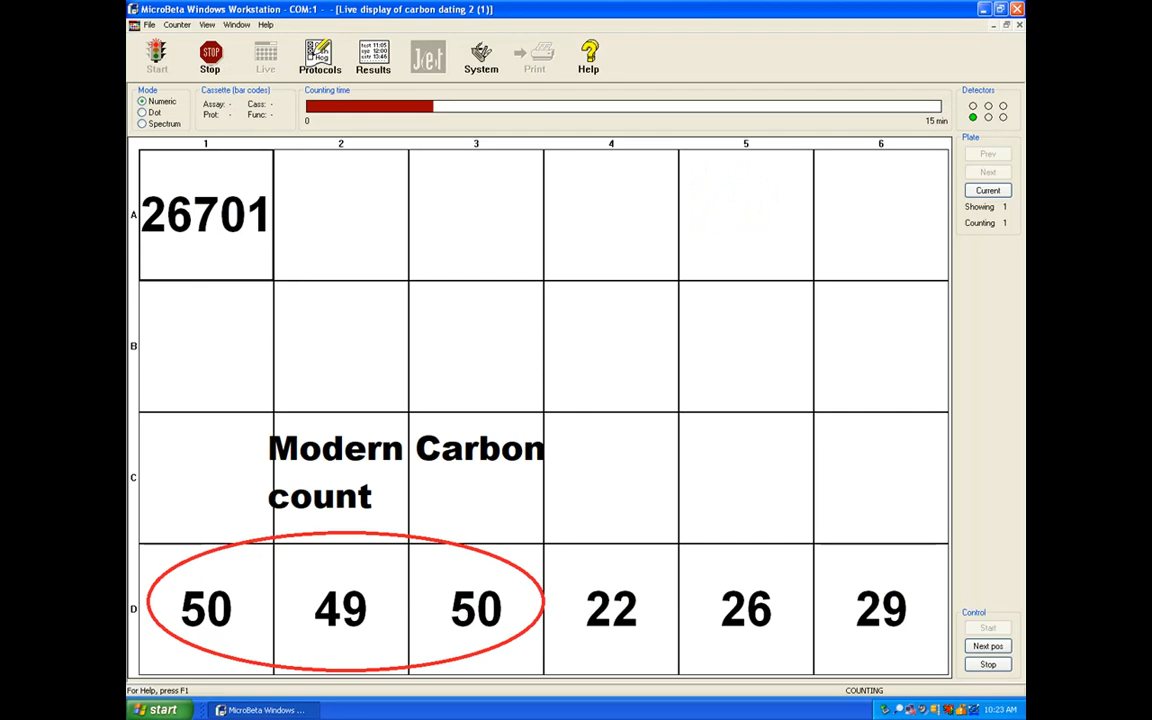 MicroBeta Windows Workstation - COM:1 - - [Live display of carbon dating 2 (1)]
File Counter View Window Help
Start Stop Live Protocols Results Jet System Print Help
Mode
Numeric
Dot
Spectrum
Cassette (bar codes)
Assay: - Cass: -
Prot: - Func: -
Counting time
0 15 min
Detectors
Plate
Prev
Next
Current
Showing 1
Counting 1
1 2 3 4 5 6
A 26701
B
C
Modern Carbon
count
D 50 49 50 22 26 29
Control
Start
Next pos
Stop
For Help, press F1 COUNTING
start MicroBeta Windows ... 10:23 AM